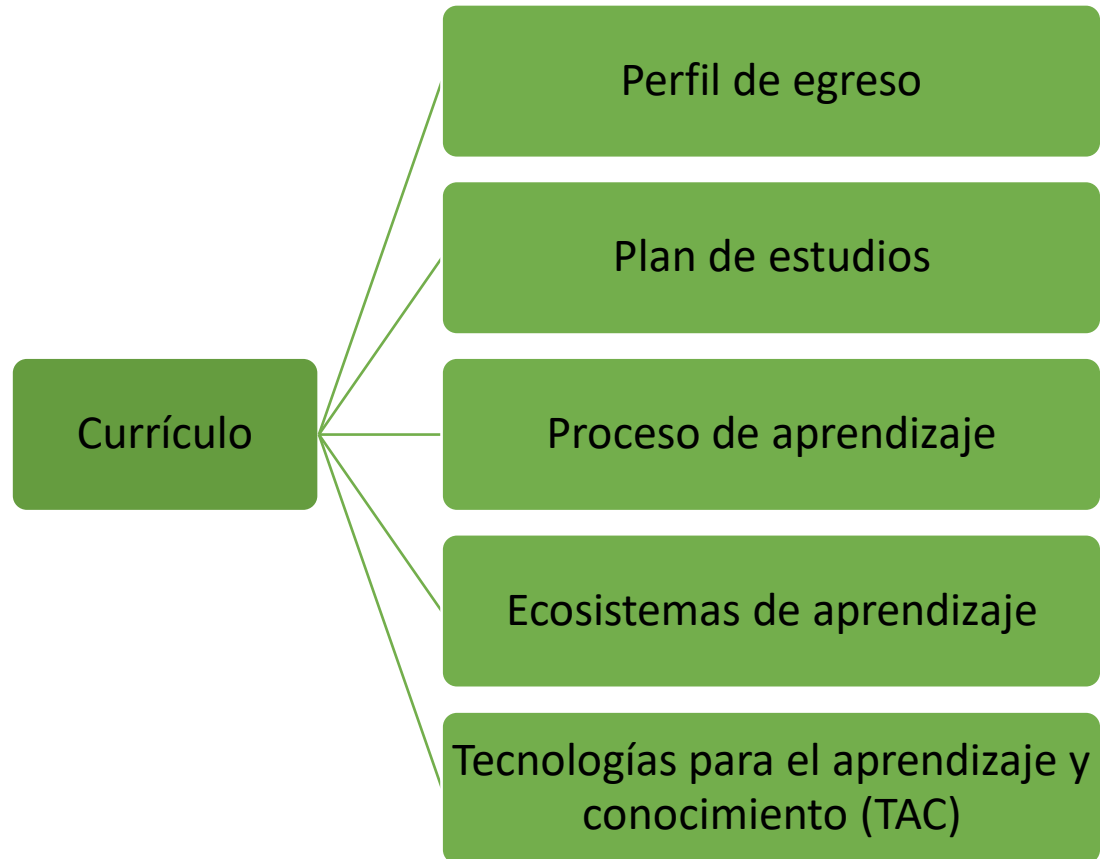 Perfil de egreso
Plan de estudios
Currículo
Proceso de aprendizaje
Ecosistemas de aprendizaje
Tecnologías para el aprendizaje y
conocimiento (TAC)